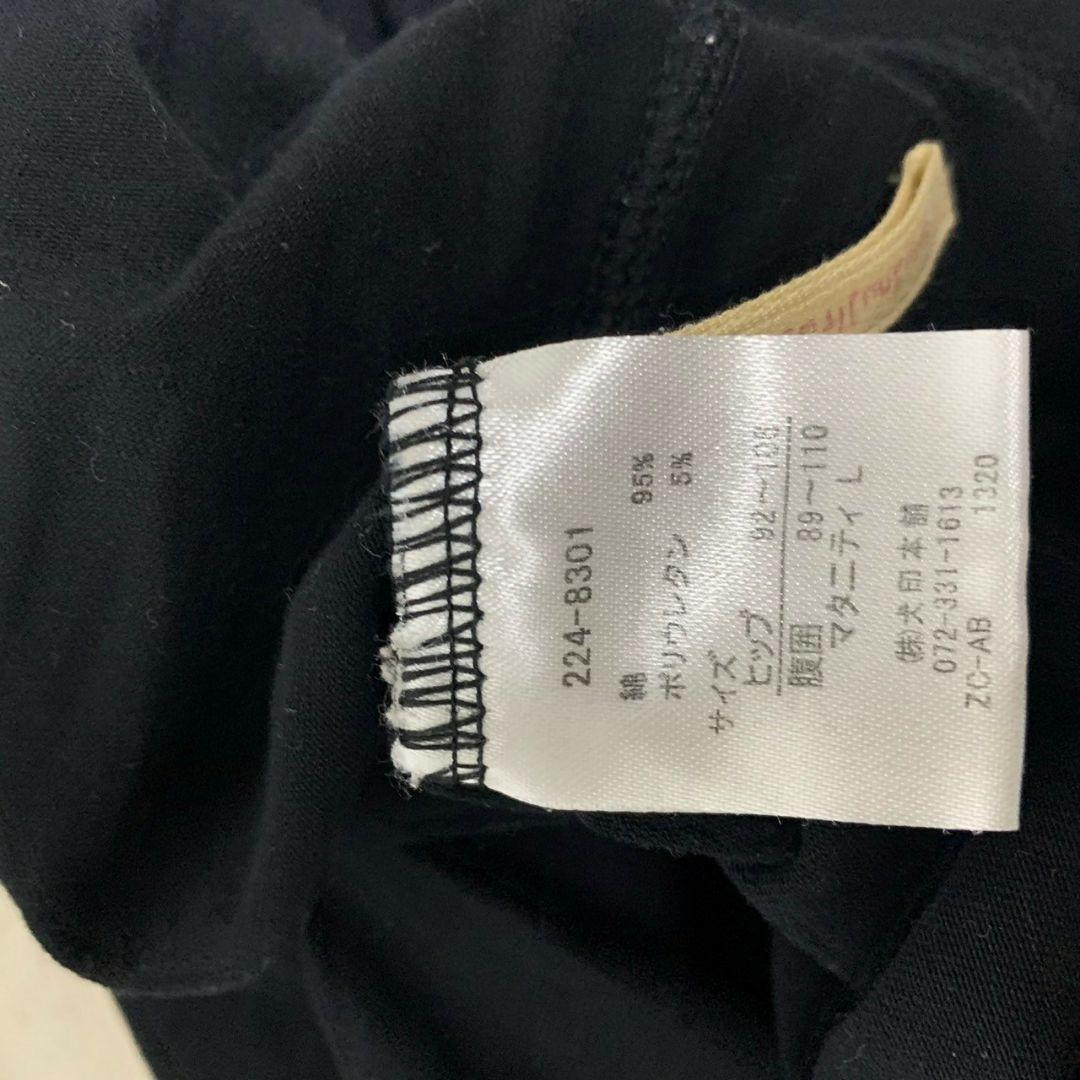 224-8301
綿 95%
ポリウレタン 5%
サイズ
ヒップ 92〜106
腹囲 89〜110
マタニティ L
㈱犬印本舗
072-331-1613
ZC-AB 1320